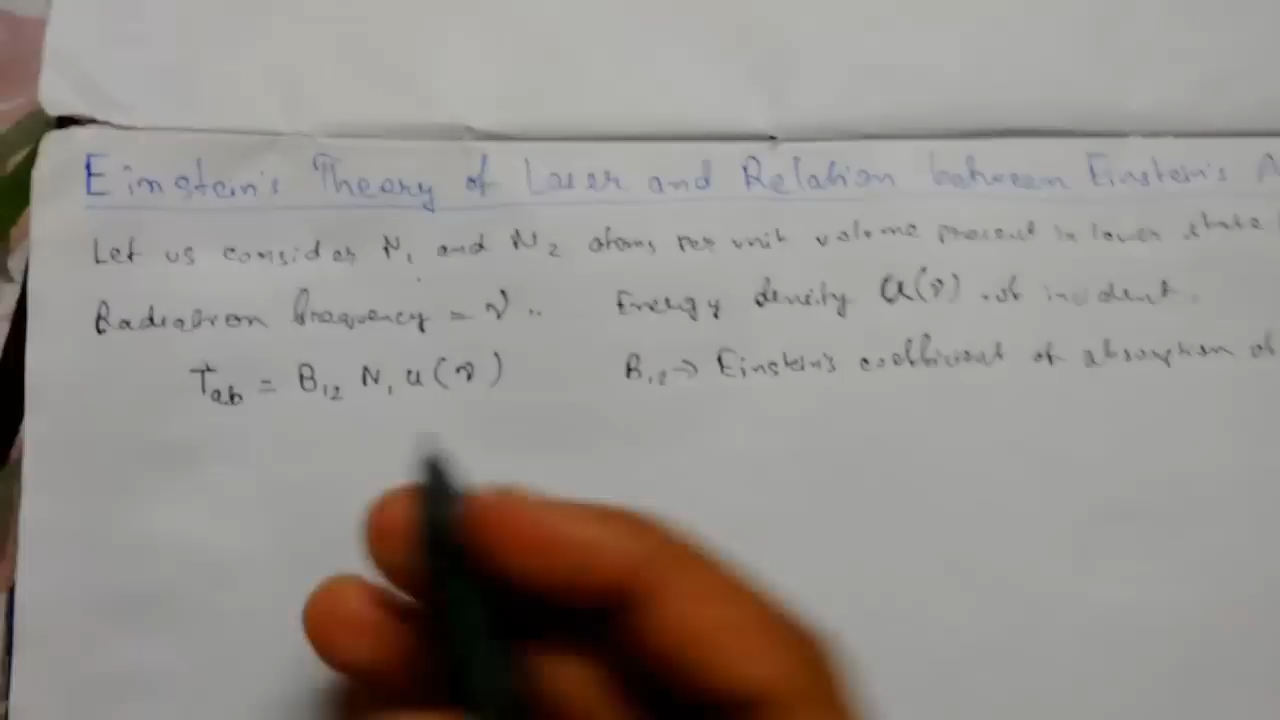 Einstein's Theory of Laser and Relation between Einstein's A
Let us consider N₁ and N₂ atoms per unit volume present in lower state
Radiation frequency = ν .. Energy density u(ν) of incident.
r_ab = B₁₂ N₁ u(ν) B₁₂ → Einstein's coefficient of absorption of